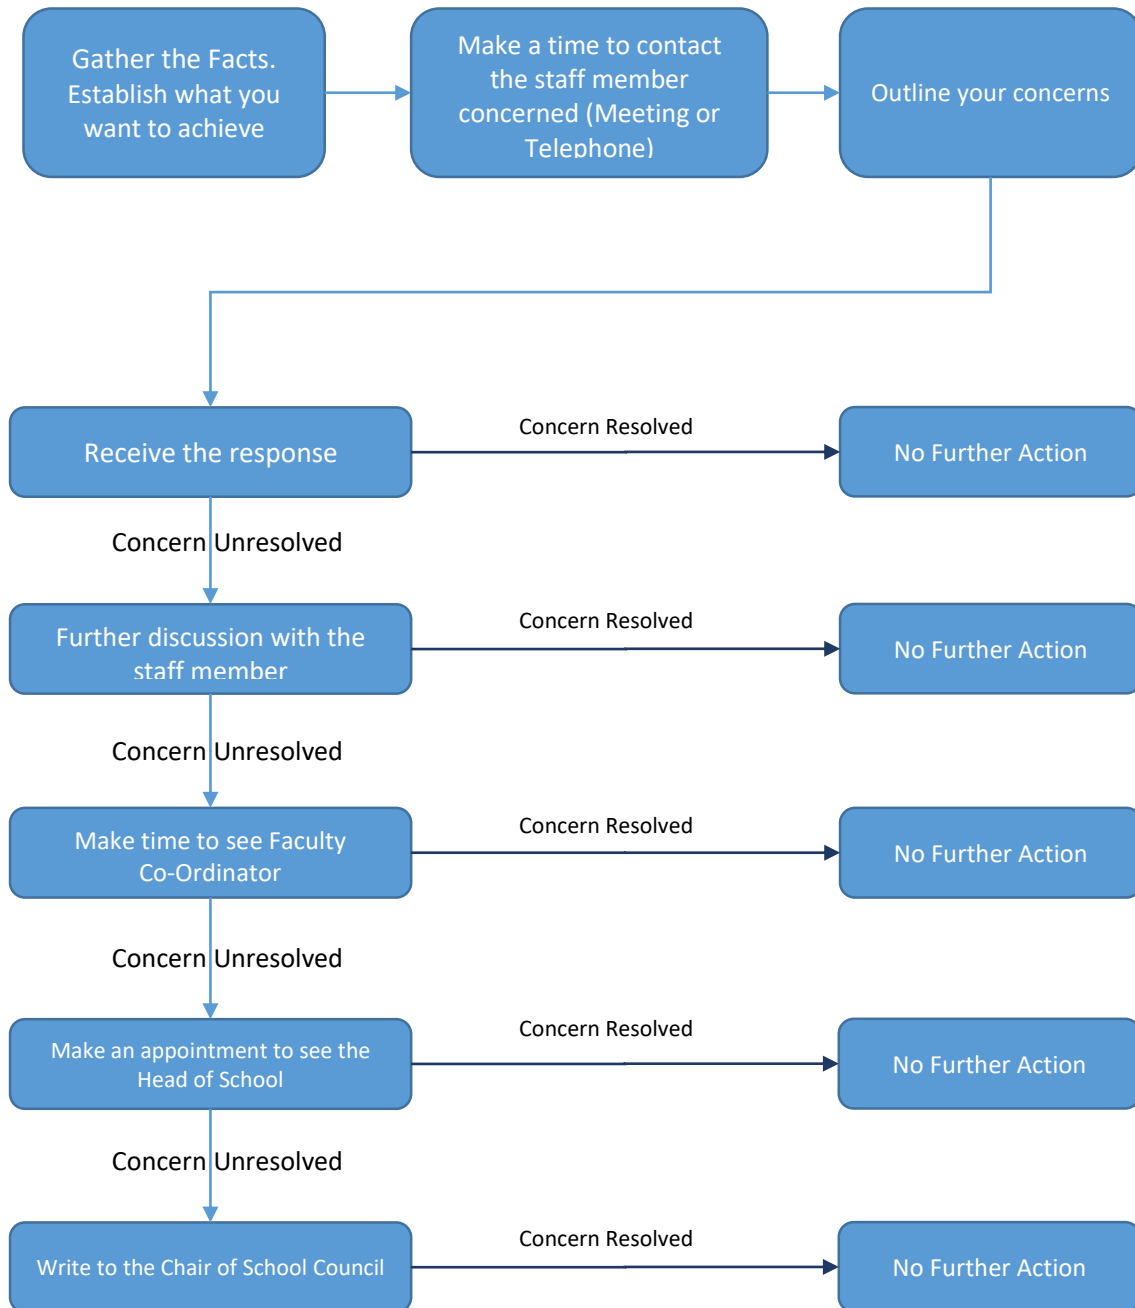 Gather the Facts.
Establish what you
want to achieve
Make a time to contact
the staff member
concerned (Meeting or
Telephone)
Outline your concerns
Receive the response
Concern Resolved
No Further Action
Concern Unresolved
Further discussion with the
staff member
Concern Resolved
No Further Action
Concern Unresolved
Make time to see Faculty
Co-Ordinator
Concern Resolved
No Further Action
Concern Unresolved
Make an appointment to see the
Head of School
Concern Resolved
No Further Action
Concern Unresolved
Write to the Chair of School Council
Concern Resolved
No Further Action